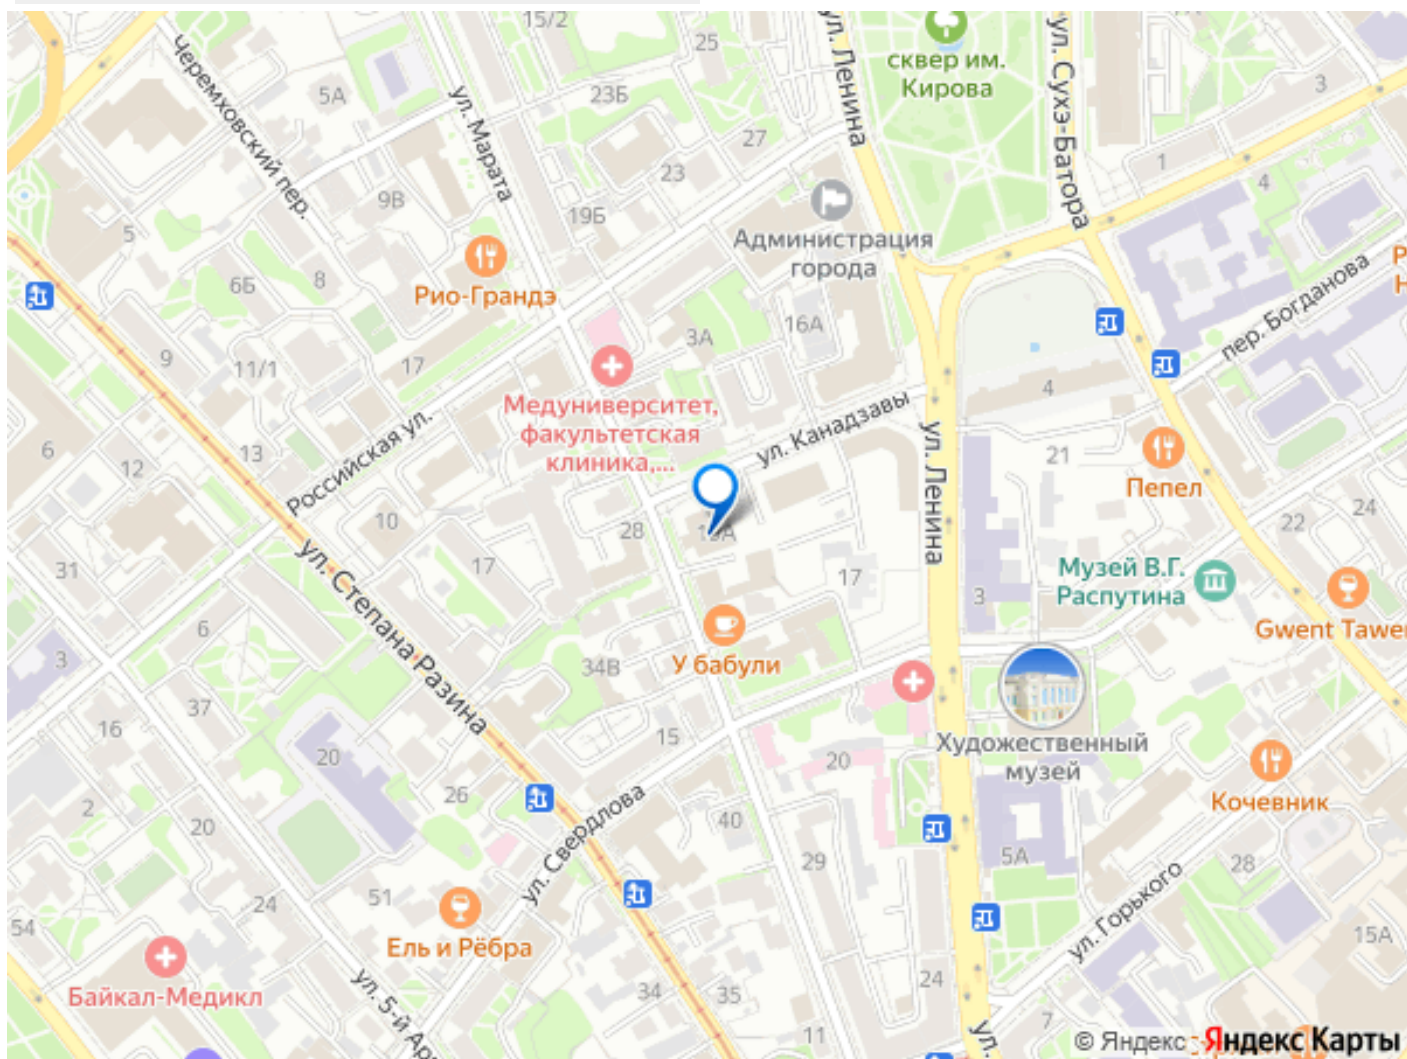 15/2
25
ул. Ленина
сквер им.
Кирова
ул. Сухэ-Батора
3
Черемховский пер.
5А
ул. Марата
23Б
27
1
4
9В
23
19Б
5
Администрация
города
6Б
8
Рио-Грандэ
16А
3А
пер. Богданова
9
11/1
17
4
Медуниверситет,
факультетская
клиника,...
ул. Канадзавы
ул. Ленина
Российская ул.
6
12
13
21
Пепел
10
28
22
24
31
17
17
ул. Степана Разина
Музей В.Г.
Распутина
3
6
Gwent Tawer
3
34В
У бабули
37
16
15
Художественный
музей
20
20
26
Кочевник
2
20
40
ул. Свердлова
29
5А
28
51
24
54
Ель и Рёбра
ул. Горького
15А
Байкал-Медикл
ул. 5-й Ар
34
35
24
11
7
ул.
© Яндекс
Яндекс Карты